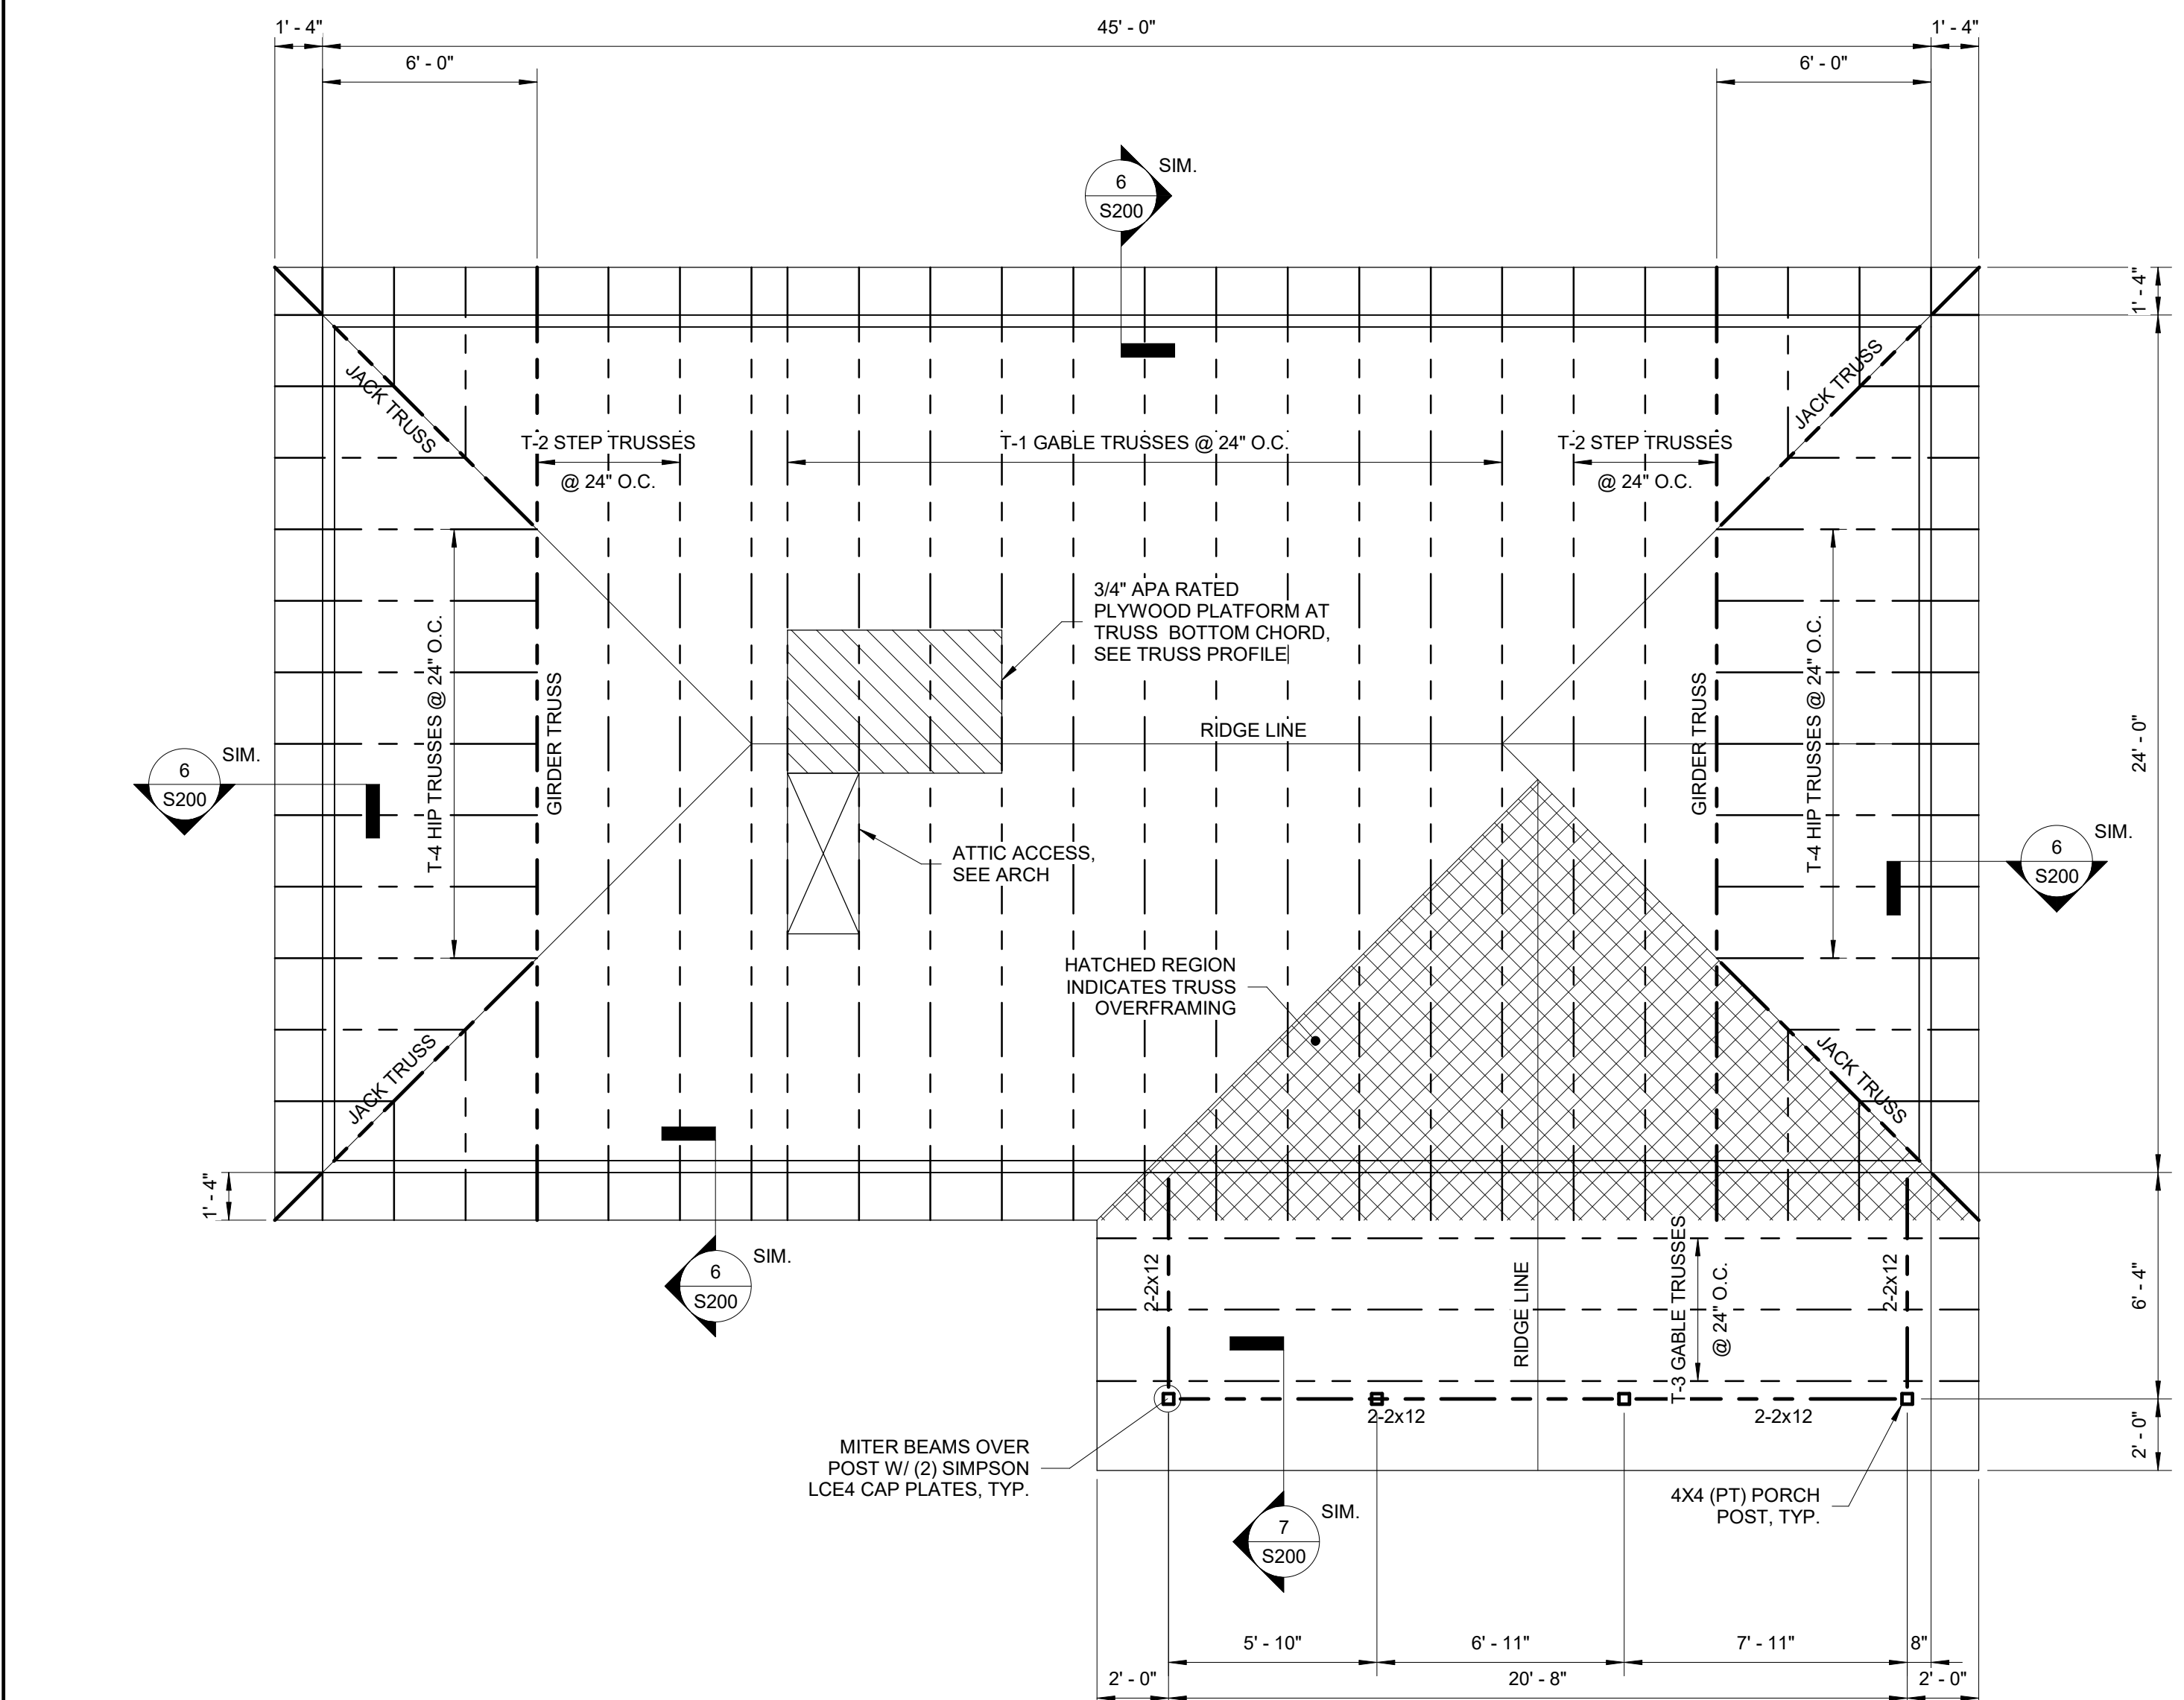 1' - 4"
45' - 0"
1' - 4"
6' - 0"
6' - 0"
6
S200
SIM.
1' - 4"
JACK TRUSS
JACK TRUSS
T-2 STEP TRUSSES
@ 24" O.C.
T-1 GABLE TRUSSES @ 24" O.C.
T-2 STEP TRUSSES
@ 24" O.C.
3/4" APA RATED
PLYWOOD PLATFORM AT
TRUSS BOTTOM CHORD,
SEE TRUSS PROFILE
T-4 HIP TRUSSES @ 24" O.C.
GIRDER TRUSS
RIDGE LINE
GIRDER TRUSS
T-4 HIP TRUSSES @ 24" O.C.
24' - 0"
6
S200
SIM.
ATTIC ACCESS,
SEE ARCH
6
S200
SIM.
HATCHED REGION
INDICATES TRUSS
OVERFRAMING
JACK TRUSS
JACK TRUSS
1' - 4"
6
S200
SIM.
2-2x12
RIDGE LINE
T-3 GABLE TRUSSES
@ 24" O.C.
2-2x12
6' - 4"
2-2x12
2-2x12
2' - 0"
MITER BEAMS OVER
POST W/ (2) SIMPSON
LCE4 CAP PLATES, TYP.
7
S200
SIM.
4X4 (PT) PORCH
POST, TYP.
5' - 10"
6' - 11"
7' - 11"
8"
2' - 0"
20' - 8"
2' - 0"